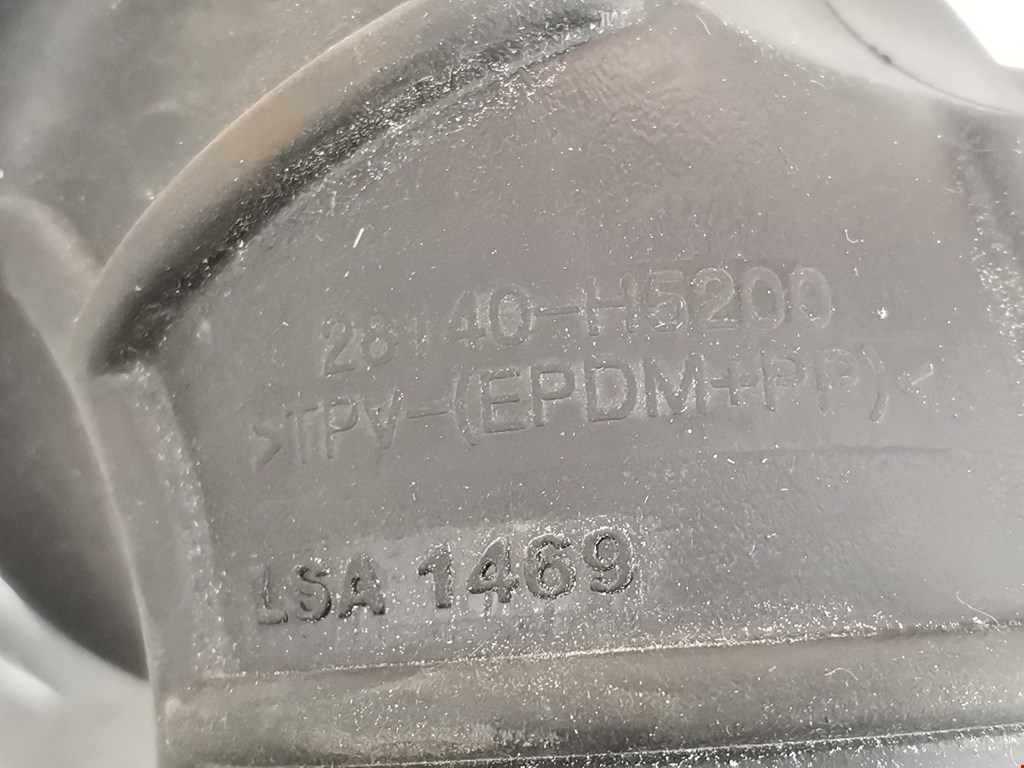 28140-H5200
>TPV-(EPDM+PP)<
LSA 1469